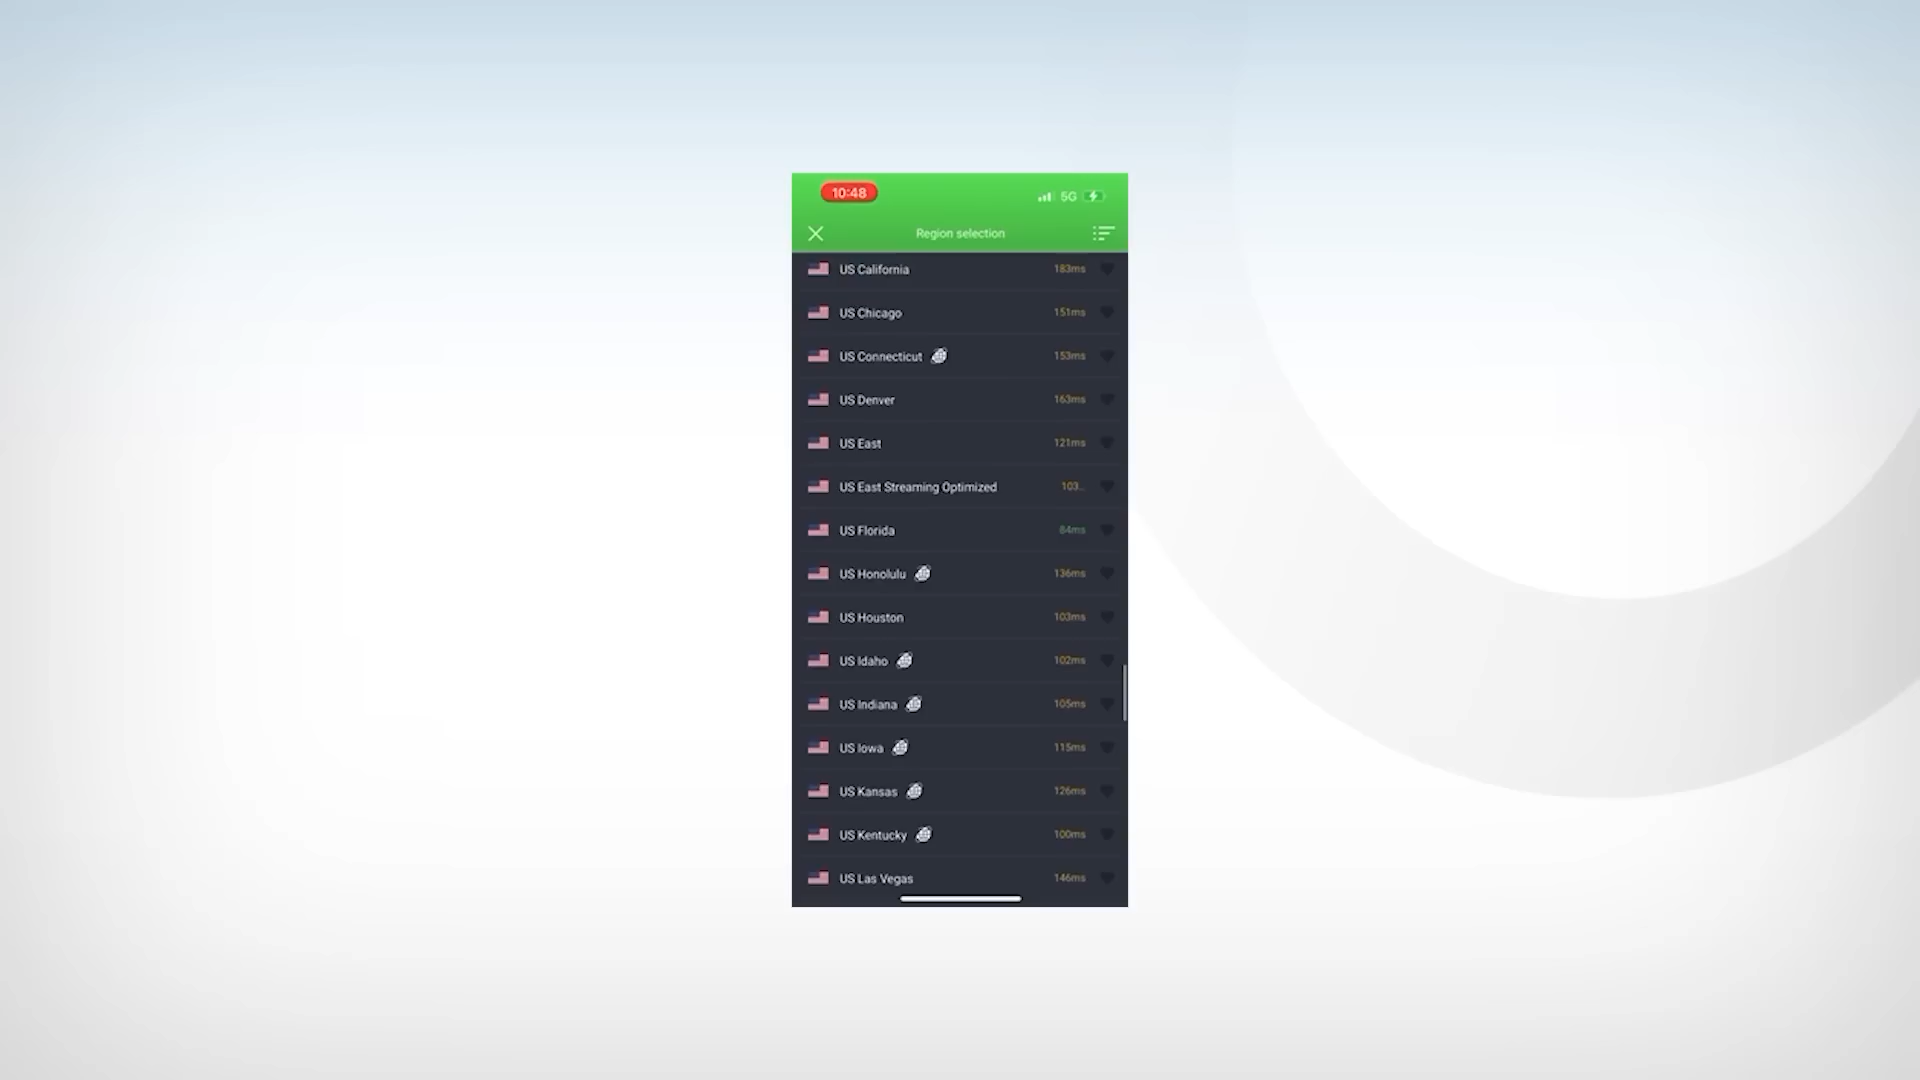 10:48 5G
Region selection
US California 183ms
US Chicago 151ms
US Connecticut 153ms
US Denver 163ms
US East 121ms
US East Streaming Optimized 103..
US Florida 84ms
US Honolulu 136ms
US Houston 103ms
US Idaho 102ms
US Indiana 105ms
US Iowa 115ms
US Kansas 126ms
US Kentucky 100ms
US Las Vegas 146ms